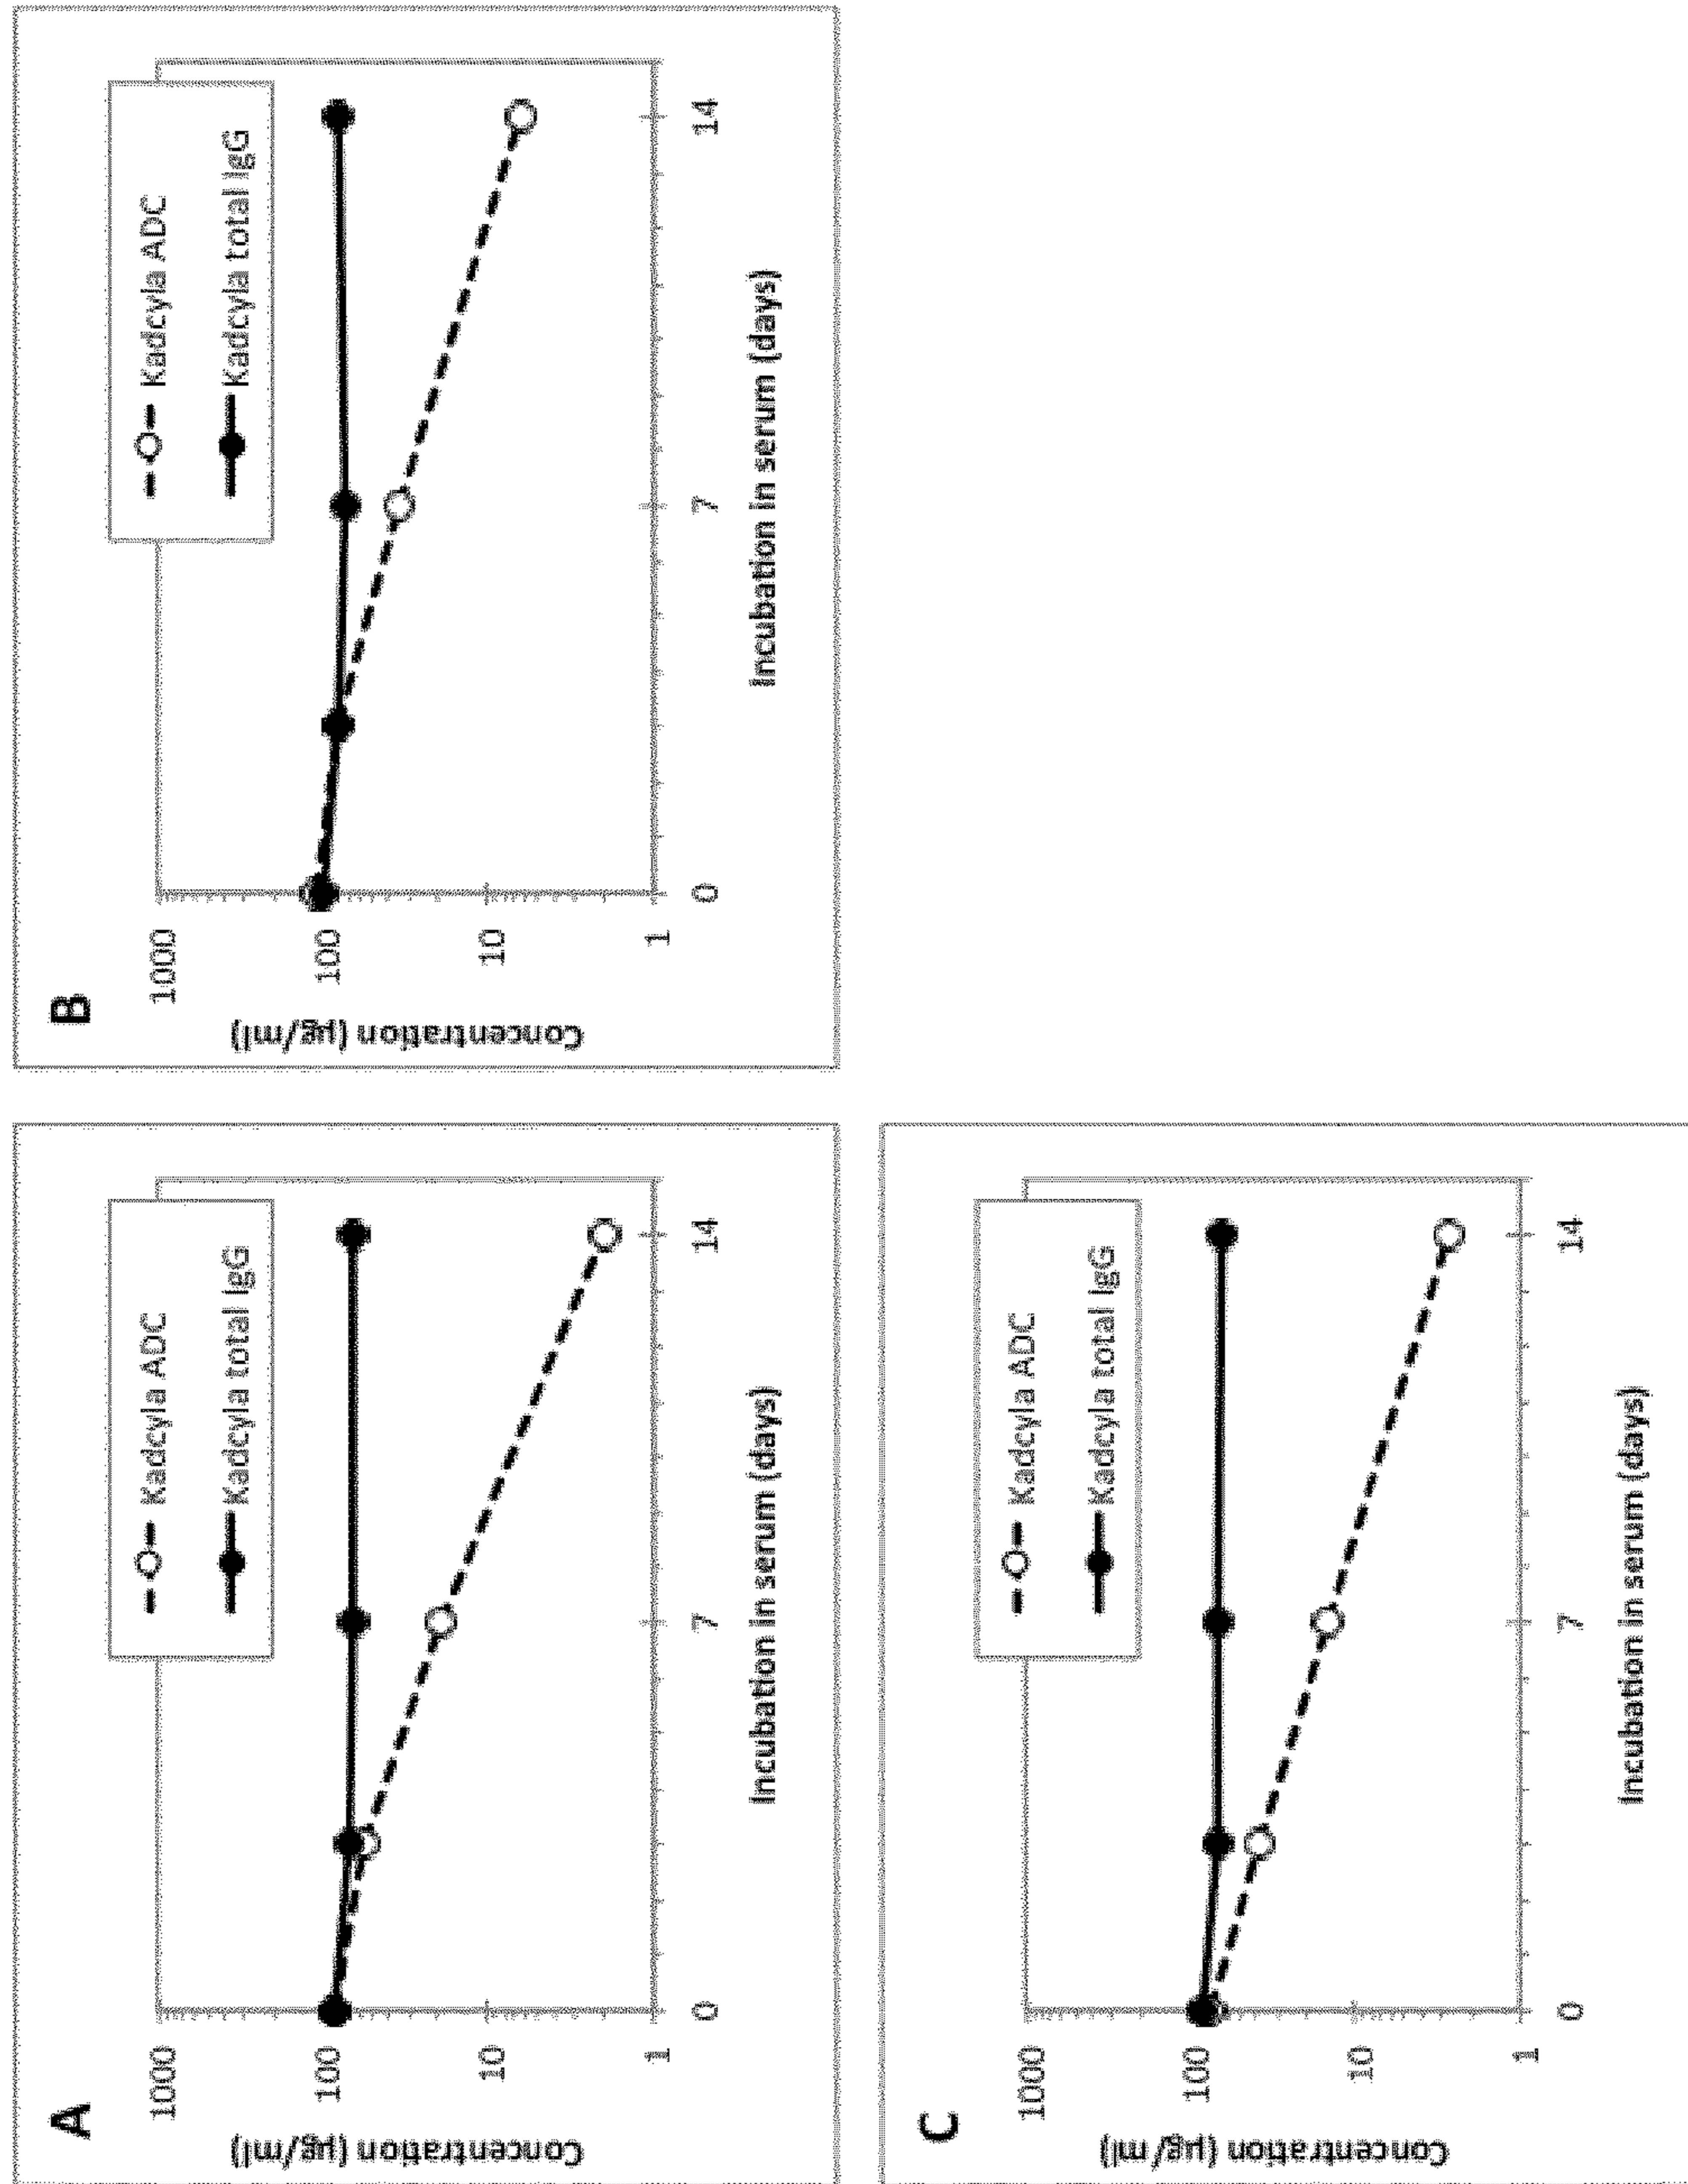 A
Concentration (µg/ml)
1000
100
10
1
Kadcyla ADC
Kadcyla total IgG
0 7 14
Incubation in serum (days)
B
Concentration (µg/ml)
1000
100
10
1
Kadcyla ADC
Kadcyla total IgG
0 7 14
Incubation in serum (days)
C
Concentration (µg/ml)
1000
100
10
1
Kadcyla ADC
Kadcyla total IgG
0 7 14
Incubation in serum (days)